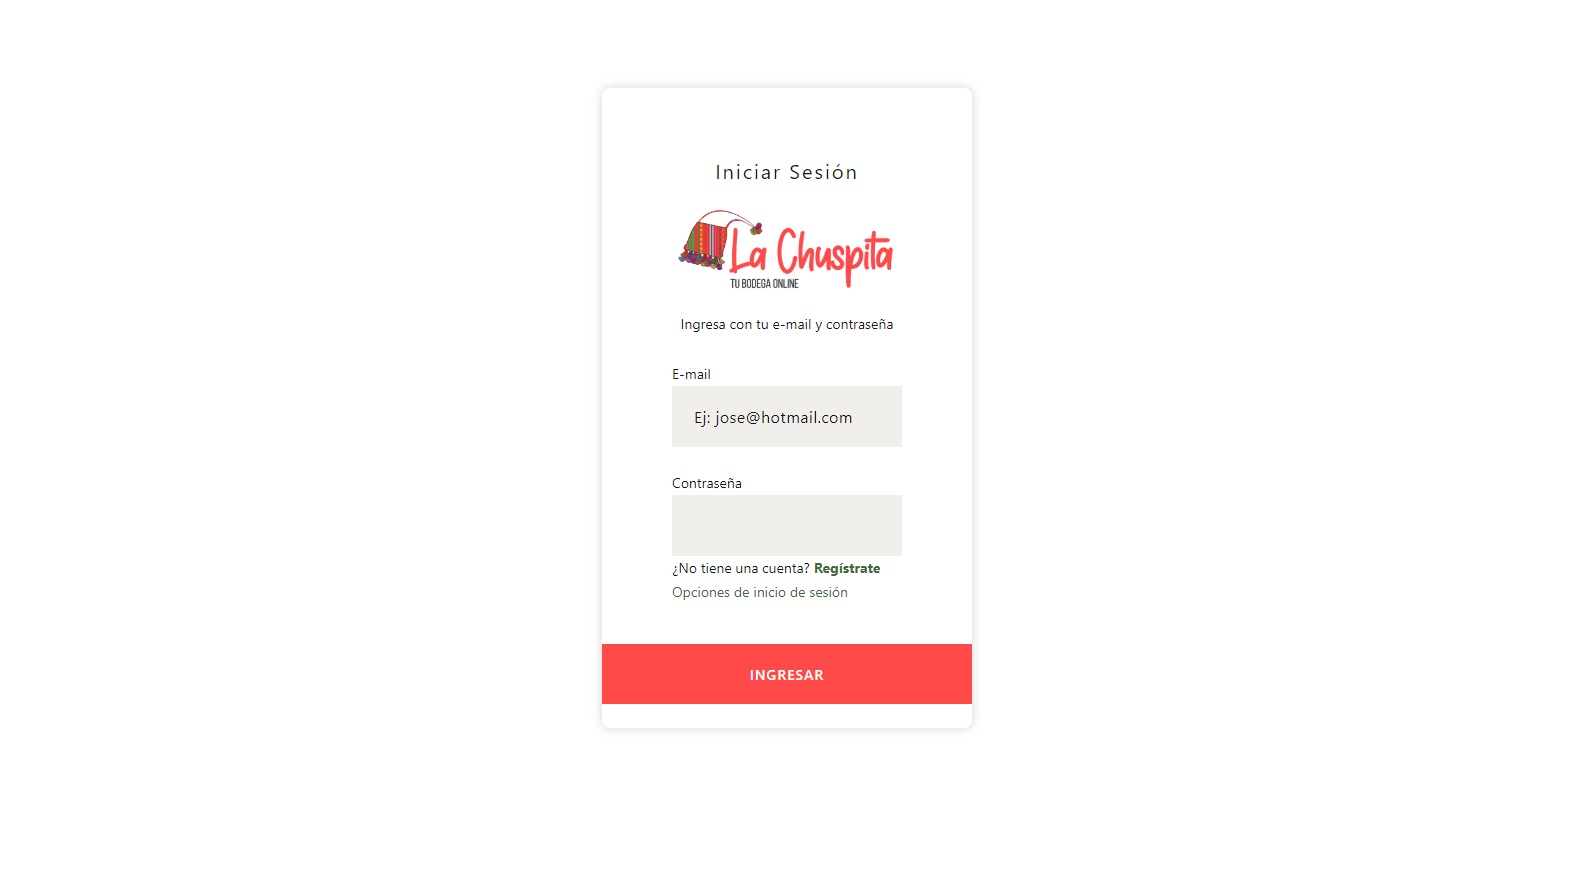 Iniciar Sesión
La Chuspita
TU BODEGA ONLINE
Ingresa con tu e-mail y contraseña
E-mail
Ej: jose@hotmail.com
Contraseña
¿No tiene una cuenta? Regístrate
Opciones de inicio de sesión
INGRESAR